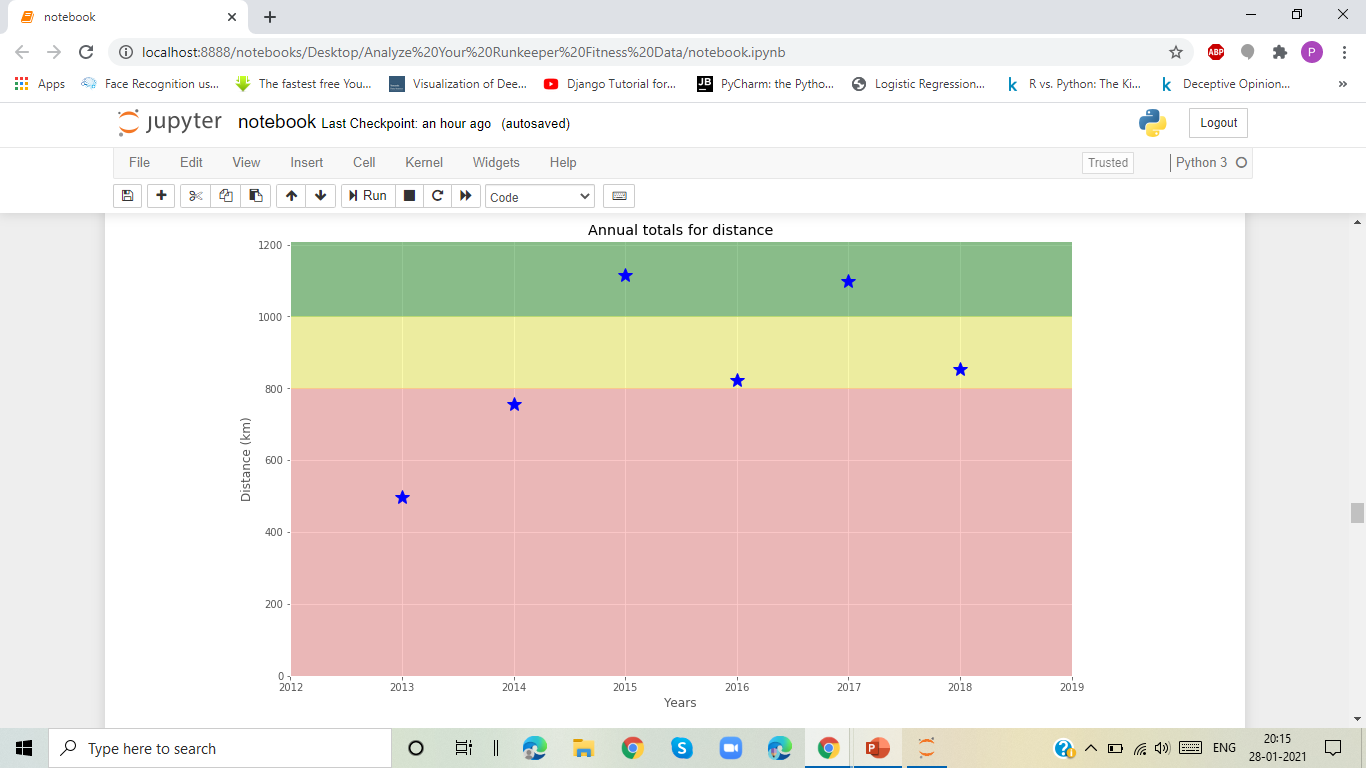 notebook
localhost:8888/notebooks/Desktop/Analyze%20Your%20Runkeeper%20Fitness%20Data/notebook.ipynb
ABP
P
Apps Face Recognition us... The fastest free You... Visualization of Dee... Django Tutorial for... PyCharm: the Pytho... Logistic Regression... R vs. Python: The Ki... Deceptive Opinion... »
jupyter notebook Last Checkpoint: an hour ago (autosaved) Logout
File Edit View Insert Cell Kernel Widgets Help Trusted Python 3
Run Code
Annual totals for distance
1200
1000
800
600
400
200
0
Distance (km)
2012 2013 2014 2015 2016 2017 2018 2019
Years
Type here to search ENG 20:15
28-01-2021